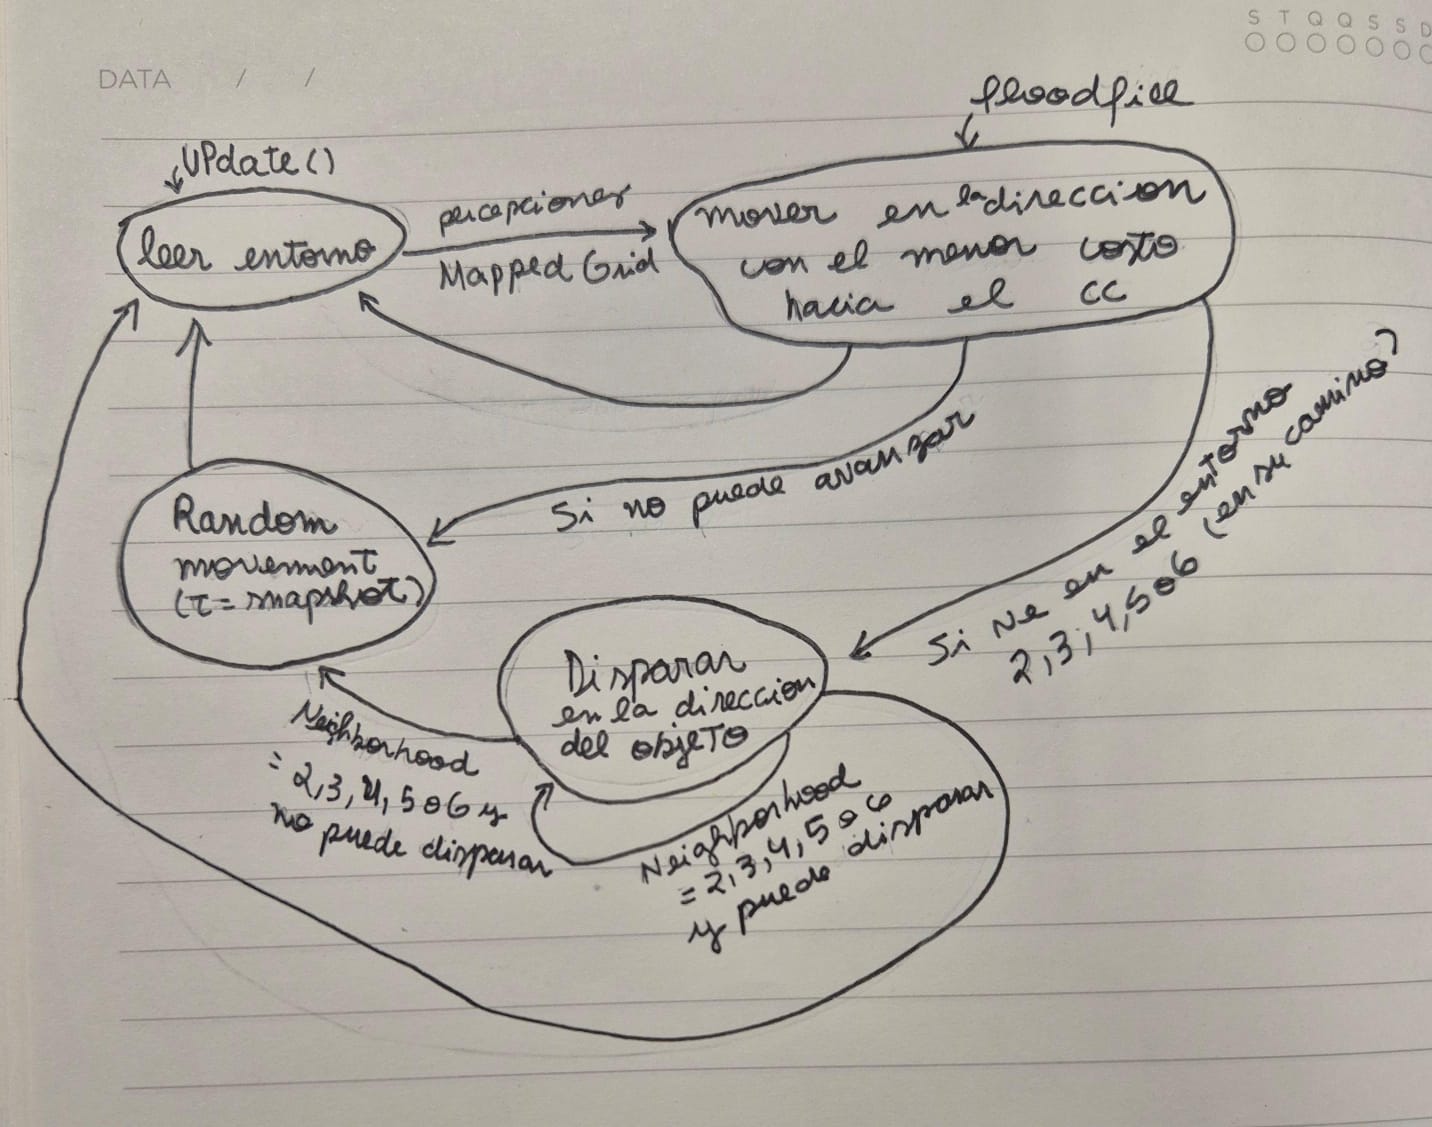 S T Q Q S S D
DATA / /
floodfill
UPdate()
leer entorno
percepciones
Mapped Grid
mover en la direccion
con el menor costo
hacia el CC
Si no puede avanzar
Si Ve en el entorno
2,3,4,5 o 6 (en su camino)
Random
movement
(t = snapshot)
Disparar
en la direccion
del objeto
Neighborhood
= 2,3,4,5 o 6 y
no puede disparar
Neighborhood
= 2,3,4,5 o 6
y puede disparar